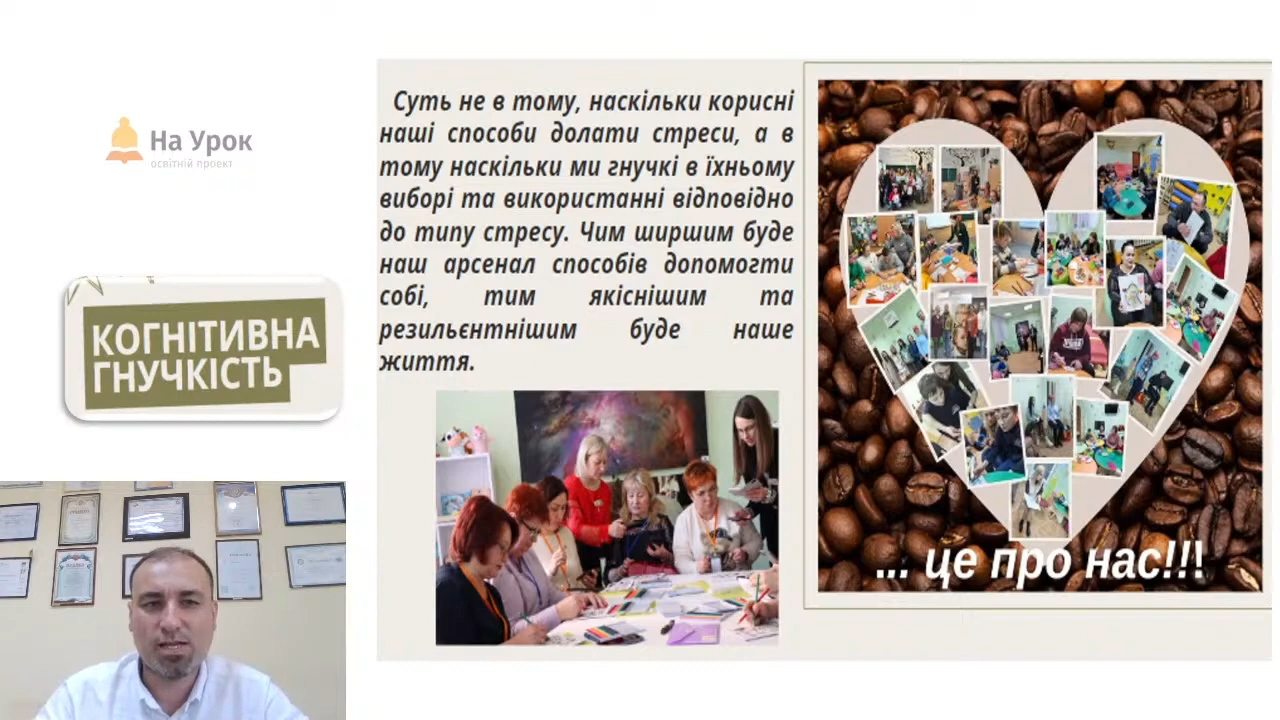 На Урок
освітній проект
КОГНІТИВНА
ГНУЧКІСТЬ
Суть не в тому, наскільки корисні
наші способи долати стреси, а в
тому наскільки ми гнучкі в їхньому
виборі та використанні відповідно
до типу стресу. Чим ширшим буде
наш арсенал способів допомогти
собі, тим якіснішим та
резильєнтнішим буде наше
життя.
... це про нас!!!